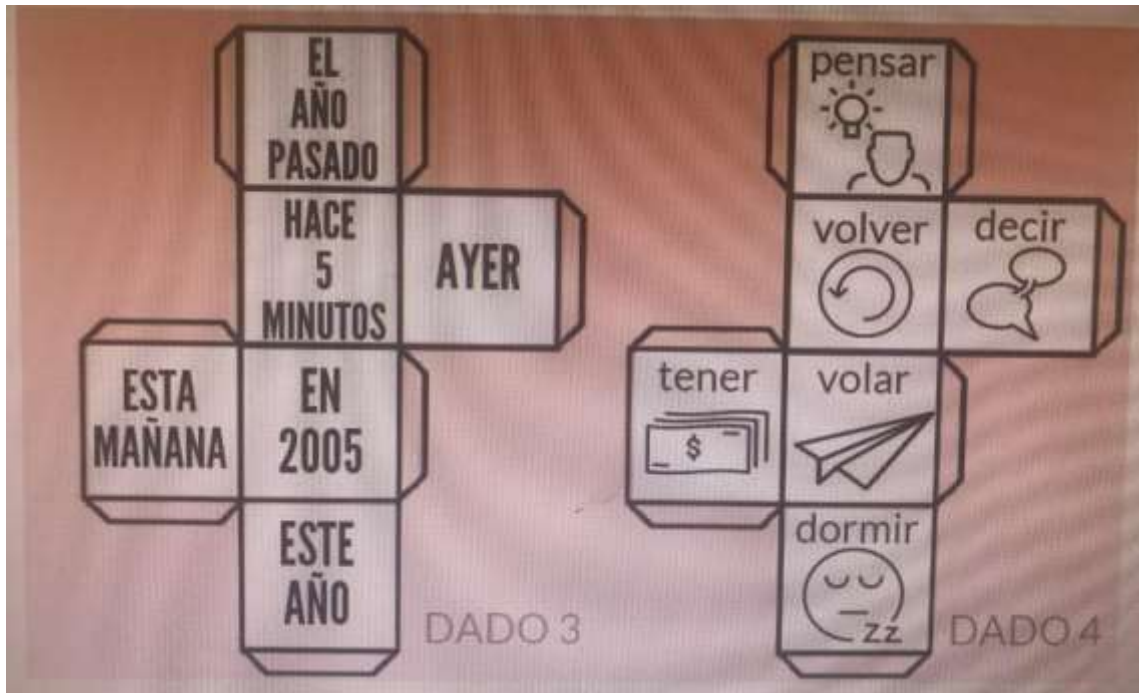 EL
AÑO
PASADO
HACE
5
MINUTOS
AYER
ESTA
MAÑANA
EN
2005
ESTE
AÑO
DADO 3
pensar
volver
decir
tener
$
volar
dormir
zz
DADO 4